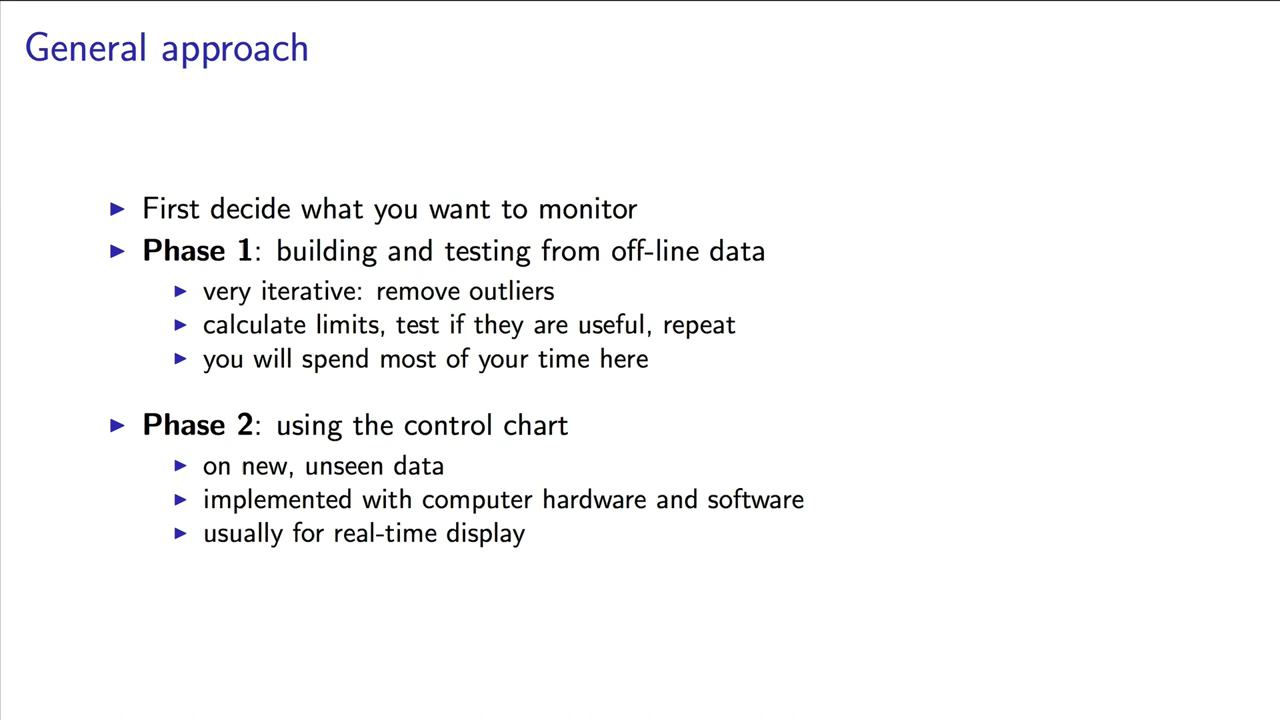 General approach
▶ First decide what you want to monitor
▶ Phase 1: building and testing from off-line data
▶ very iterative: remove outliers
▶ calculate limits, test if they are useful, repeat
▶ you will spend most of your time here
▶ Phase 2: using the control chart
▶ on new, unseen data
▶ implemented with computer hardware and software
▶ usually for real-time display